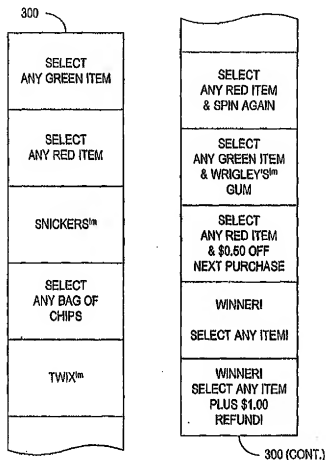 300
SELECT
ANY GREEN ITEM
SELECT
ANY RED ITEM
SNICKERS™
SELECT
ANY BAG OF
CHIPS
TWIX™
SELECT
ANY RED ITEM
& SPIN AGAIN
SELECT
ANY GREEN ITEM
& WRIGLEY'S™
GUM
SELECT
ANY RED ITEM
& $0.50 OFF
NEXT PURCHASE
WINNER!
SELECT ANY ITEM!
WINNER!
SELECT ANY ITEM
PLUS $1.00
REFUND!
300 (CONT.)